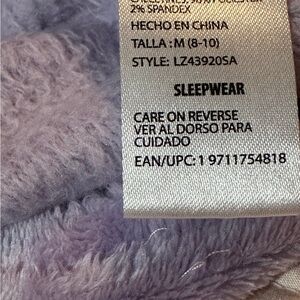 2% SPANDEX
HECHO EN CHINA
TALLA : M (8-10)
STYLE: LZ43920SA
SLEEPWEAR
CARE ON REVERSE
VER AL DORSO PARA
CUIDADO
EAN/UPC: 1 9711754818